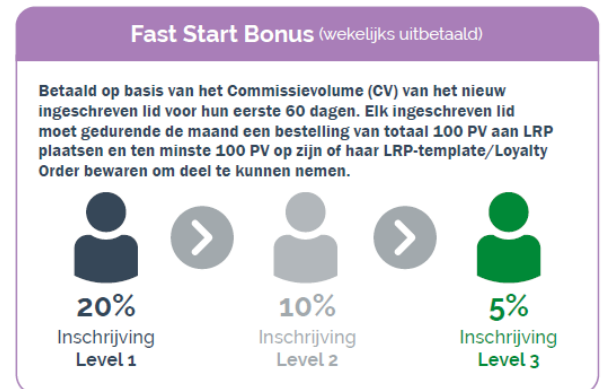 Fast Start Bonus (wekelijks uitbetaald)
Betaald op basis van het Commissievolume (CV) van het nieuw
ingeschreven lid voor hun eerste 60 dagen. Elk ingeschreven lid
moet gedurende de maand een bestelling van totaal 100 PV aan LRP
plaatsen en ten minste 100 PV op zijn of haar LRP-template/Loyalty
Order bewaren om deel te kunnen nemen.
20% 10% 5%
Inschrijving Inschrijving Inschrijving
Level 1 Level 2 Level 3